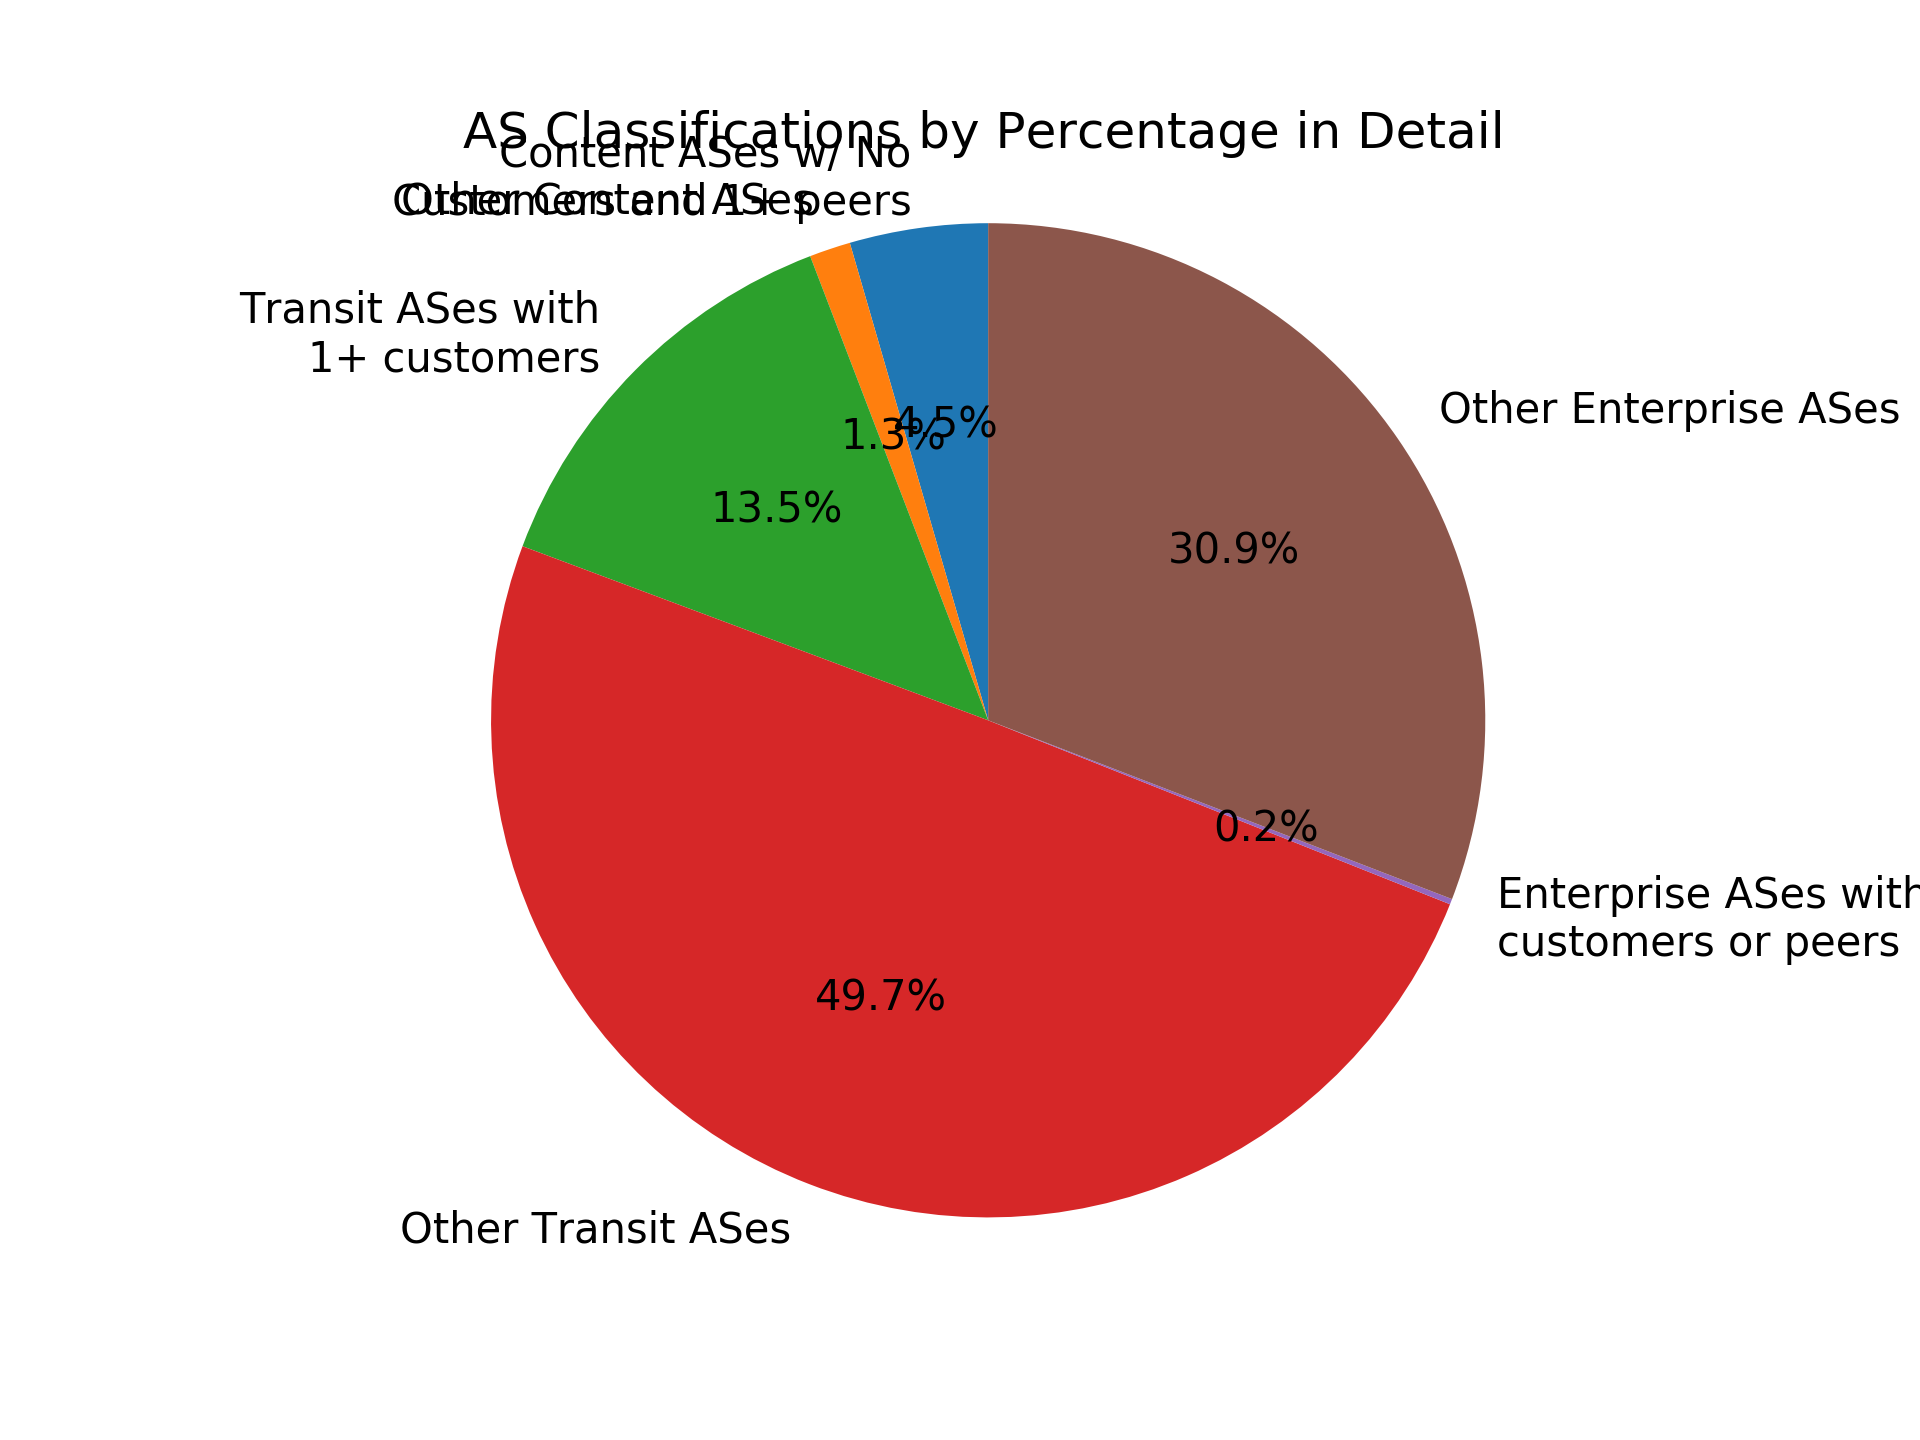 AS Classifications by Percentage in Detail
Content ASes w/ No
Customers and 1+ peers
Other Content ASes
Transit ASes with
1+ customers
Other Enterprise ASes
4.5%
1.3%
13.5%
30.9%
0.2%
Enterprise ASes with
customers or peers
49.7%
Other Transit ASes